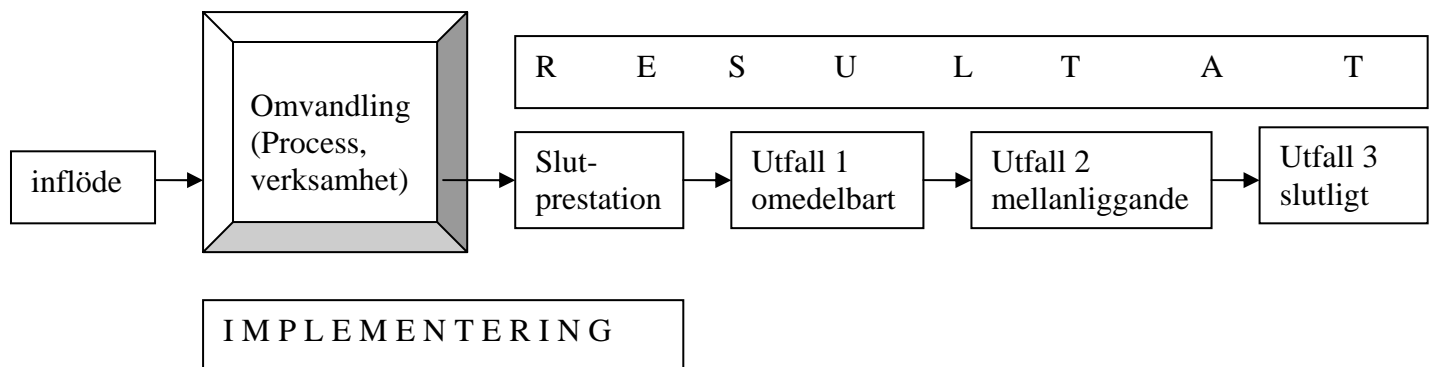 R E S U L T A T
inflöde
Omvandling
(Process,
verksamhet)
Slut-
prestation
Utfall 1
omedelbart
Utfall 2
mellanliggande
Utfall 3
slutligt
I M P L E M E N T E R I N G